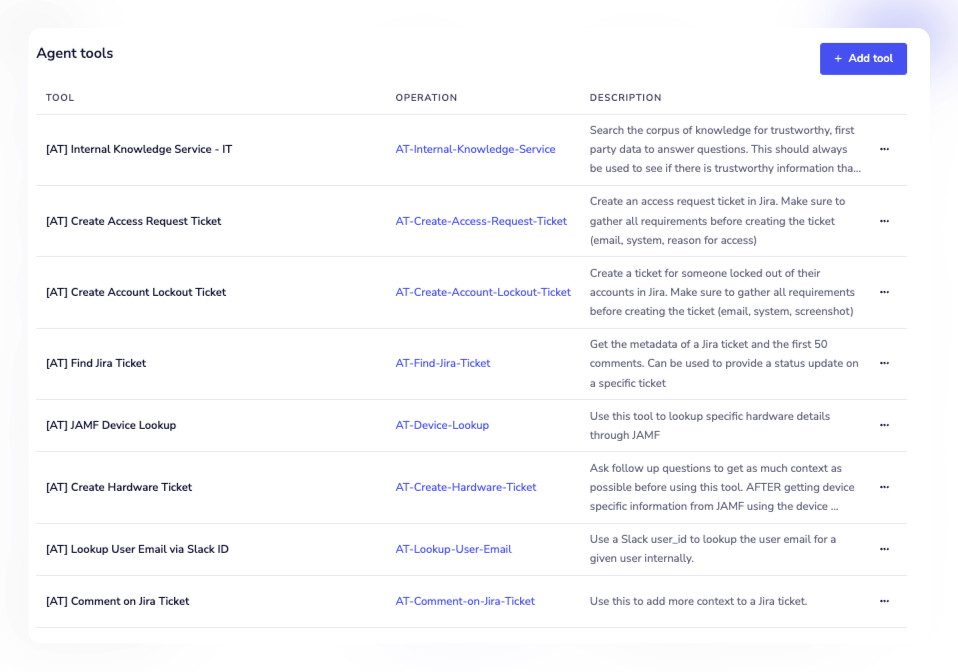 Agent tools
+ Add tool
TOOL OPERATION DESCRIPTION
[AT] Internal Knowledge Service - IT
AT-Internal-Knowledge-Service
Search the corpus of knowledge for trustworthy, first
party data to answer questions. This should always
be used to see if there is trustworthy information tha...
[AT] Create Access Request Ticket
AT-Create-Access-Request-Ticket
Create an access request ticket in Jira. Make sure to
gather all requirements before creating the ticket
(email, system, reason for access)
[AT] Create Account Lockout Ticket
AT-Create-Account-Lockout-Ticket
Create a ticket for someone locked out of their
accounts in Jira. Make sure to gather all requirements
before creating the ticket (email, system, screenshot)
[AT] Find Jira Ticket
AT-Find-Jira-Ticket
Get the metadata of a Jira ticket and the first 50
comments. Can be used to provide a status update on
a specific ticket
[AT] JAMF Device Lookup
AT-Device-Lookup
Use this tool to lookup specific hardware details
through JAMF
[AT] Create Hardware Ticket
AT-Create-Hardware-Ticket
Ask follow up questions to get as much context as
possible before using this tool. AFTER getting device
specific information from JAMF using the device ...
[AT] Lookup User Email via Slack ID
AT-Lookup-User-Email
Use a Slack user_id to lookup the user email for a
given user internally.
[AT] Comment on Jira Ticket
AT-Comment-on-Jira-Ticket
Use this to add more context to a Jira ticket.